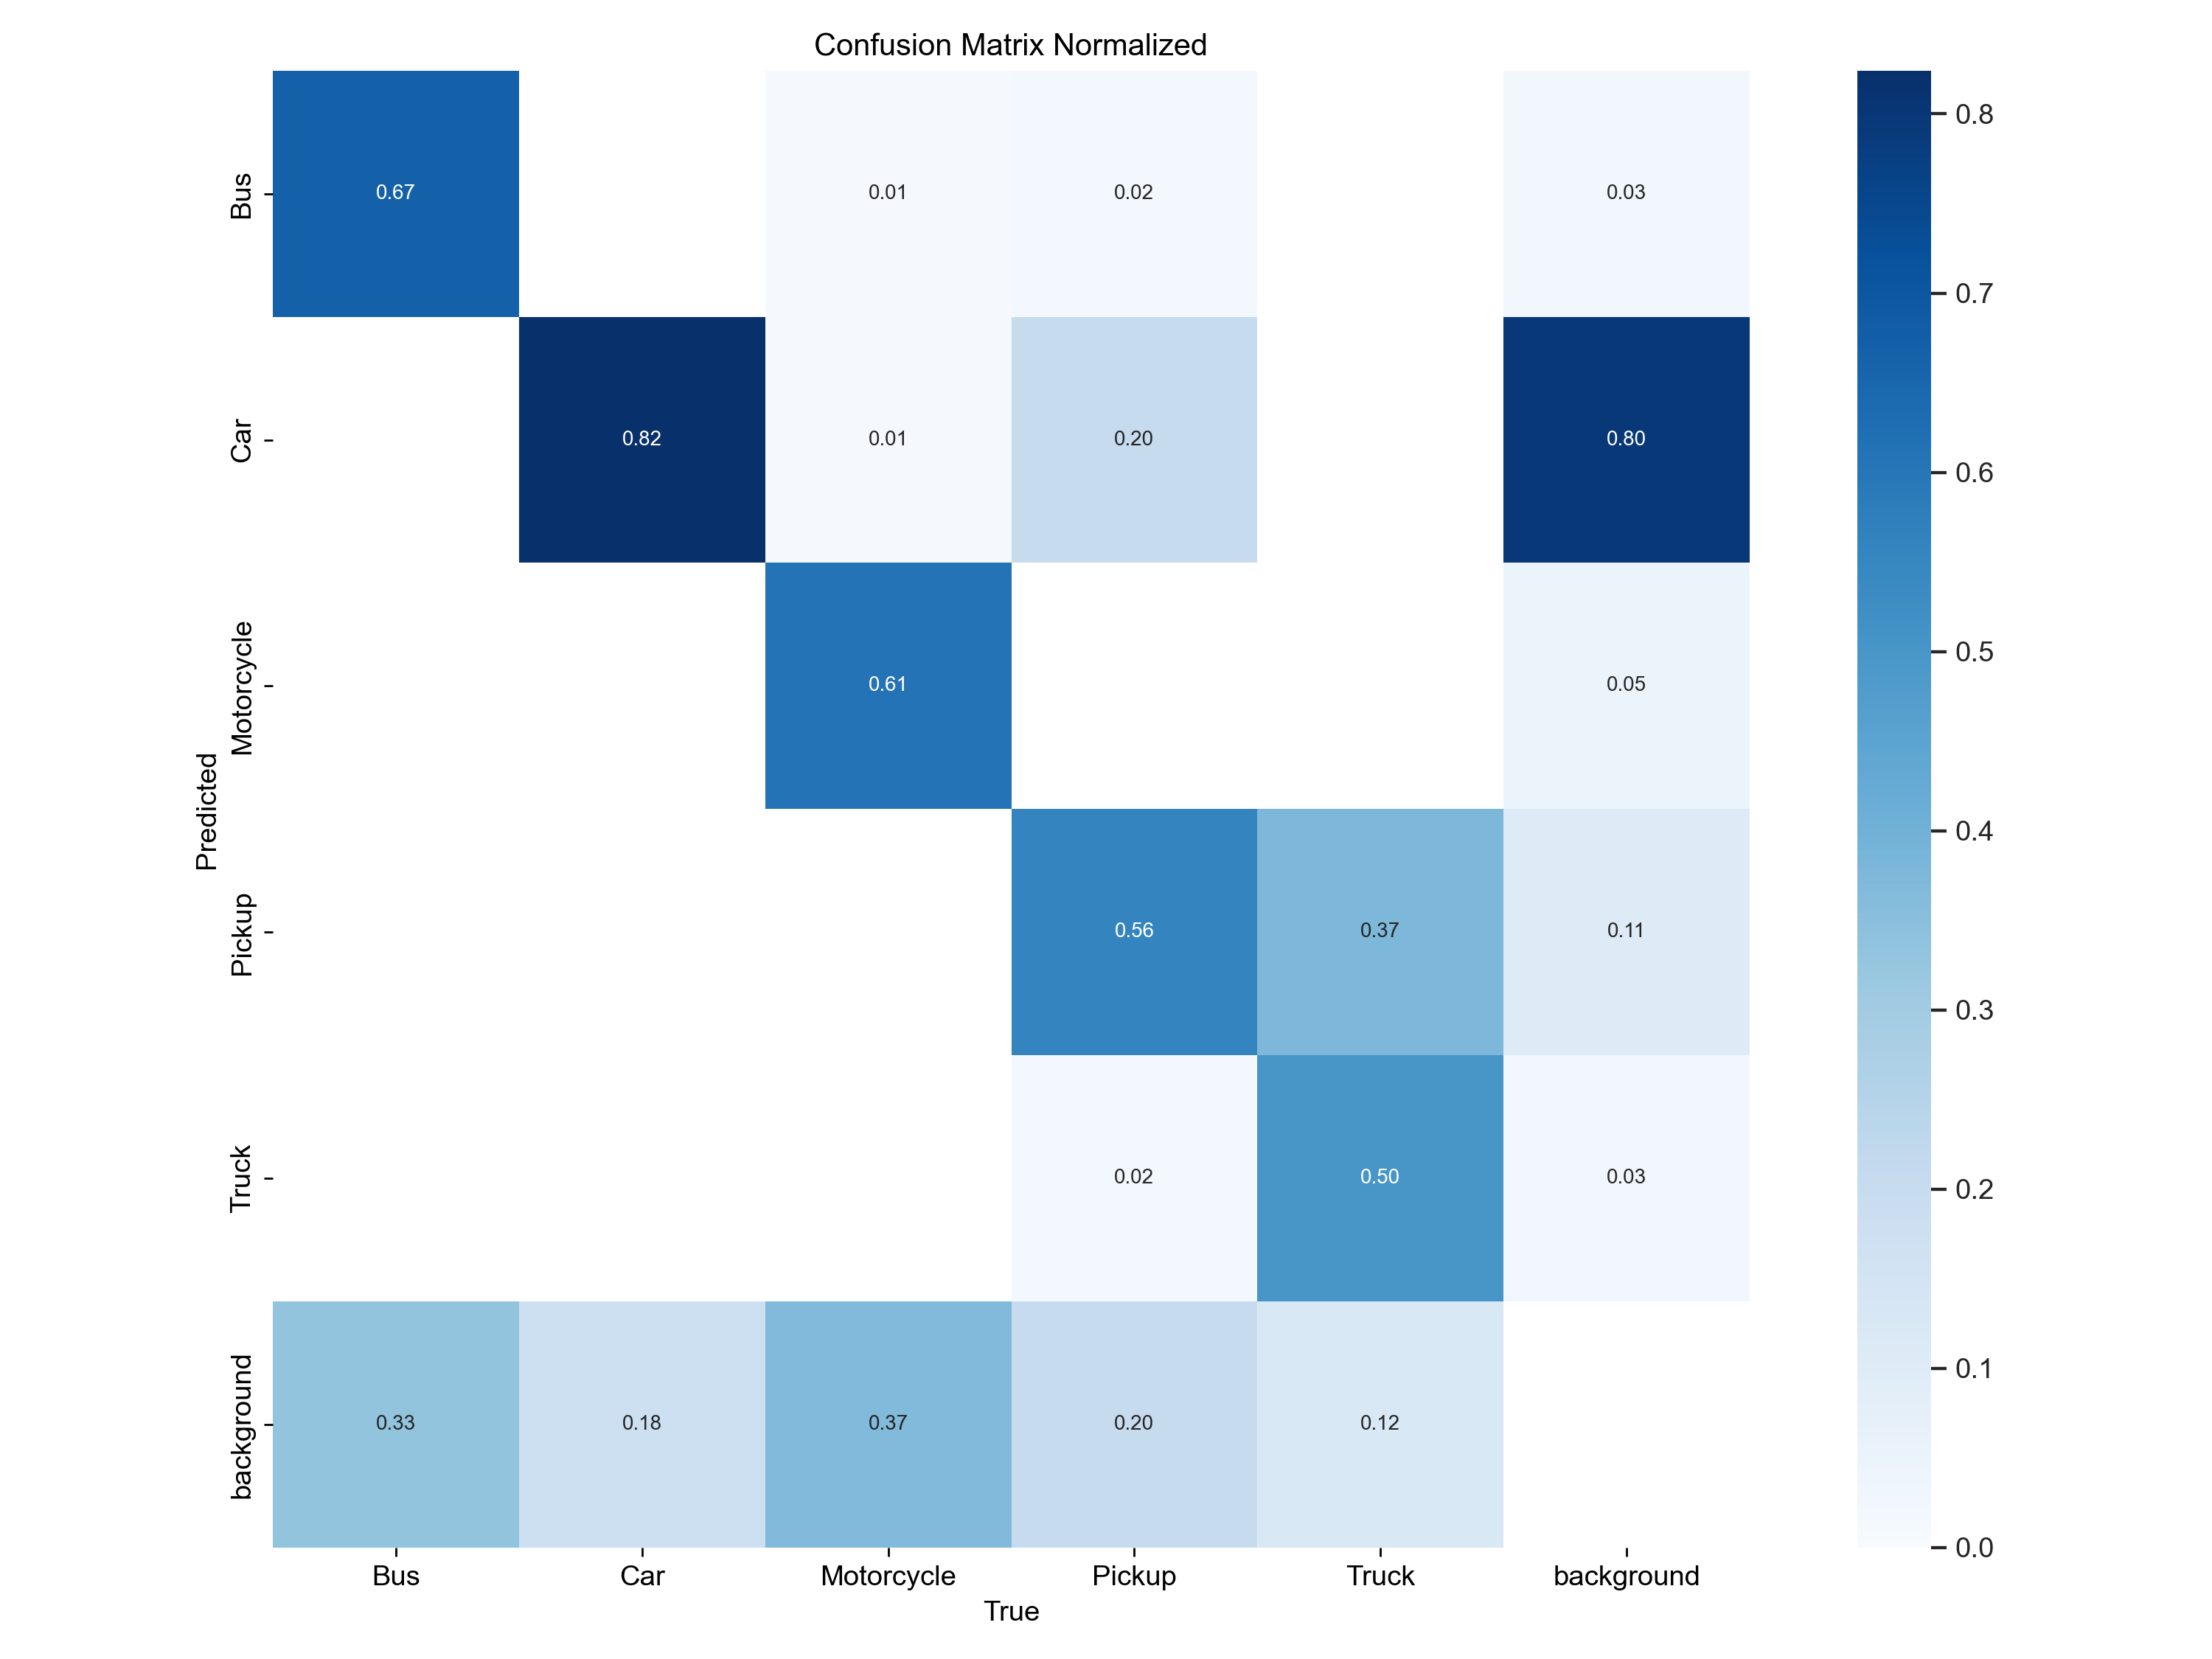 Confusion Matrix Normalized
Bus 0.67 0.01 0.02 0.03
Car 0.82 0.01 0.20 0.80
Motorcycle 0.61 0.05
Pickup 0.56 0.37 0.11
Truck 0.02 0.50 0.03
background 0.33 0.18 0.37 0.20 0.12
Predicted
Bus Car Motorcycle Pickup Truck background
True
0.8
0.7
0.6
0.5
0.4
0.3
0.2
0.1
0.0